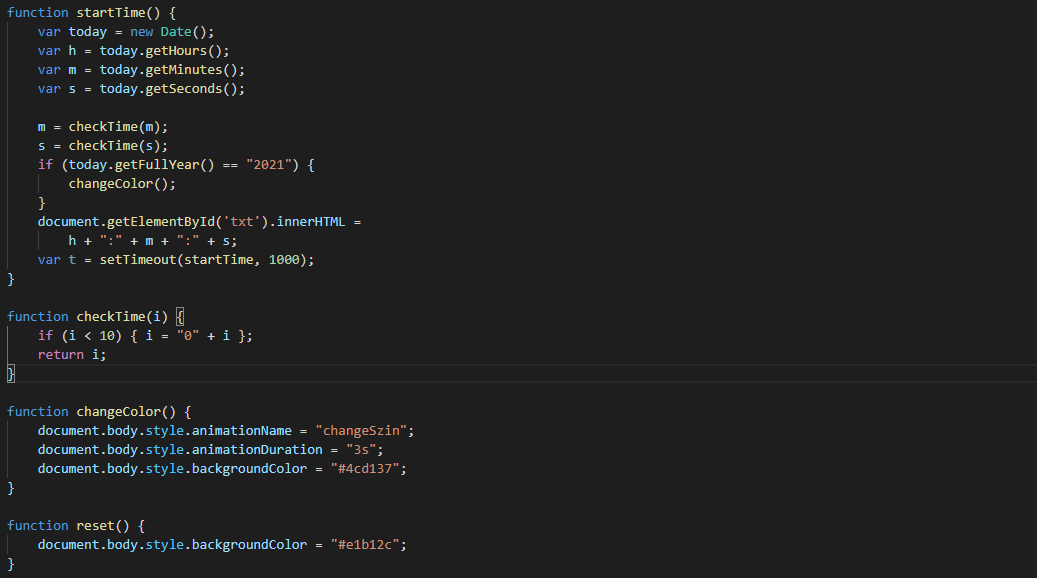 function startTime() {
    var today = new Date();
    var h = today.getHours();
    var m = today.getMinutes();
    var s = today.getSeconds();

    m = checkTime(m);
    s = checkTime(s);
    if (today.getFullYear() == "2021") {
        changeColor();
    }
    document.getElementById('txt').innerHTML =
        h + ":" + m + ":" + s;
    var t = setTimeout(startTime, 1000);
}

function checkTime(i) {
    if (i < 10) { i = "0" + i };
    return i;
}

function changeColor() {
    document.body.style.animationName = "changeSzin";
    document.body.style.animationDuration = "3s";
    document.body.style.backgroundColor = "#4cd137";
}

function reset() {
    document.body.style.backgroundColor = "#e1b12c";
}